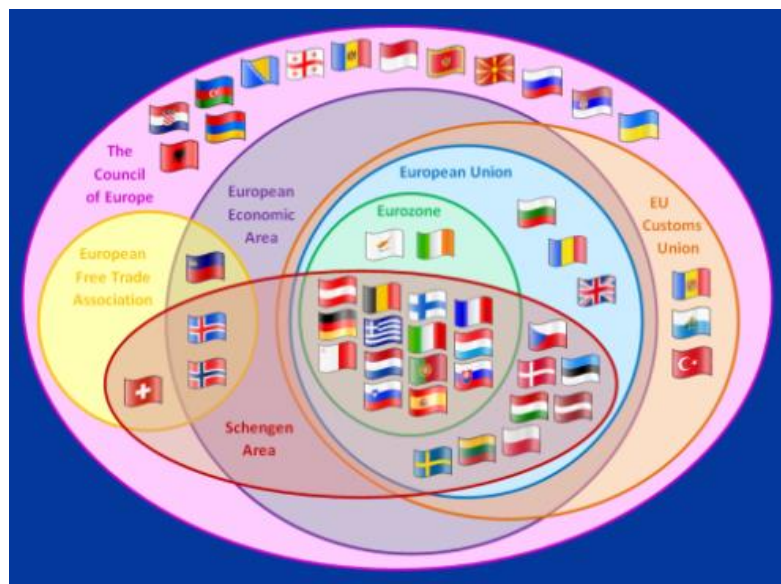 The
Council
of Europe
European
Economic
Area
European Union
Eurozone
EU
Customs
Union
European
Free Trade
Association
Schengen
Area